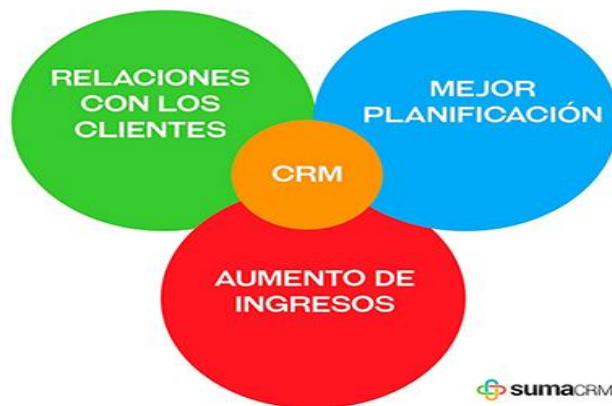 RELACIONES
CON LOS
CLIENTES
MEJOR
PLANIFICACIÓN
CRM
AUMENTO DE
INGRESOS
sumaCRM